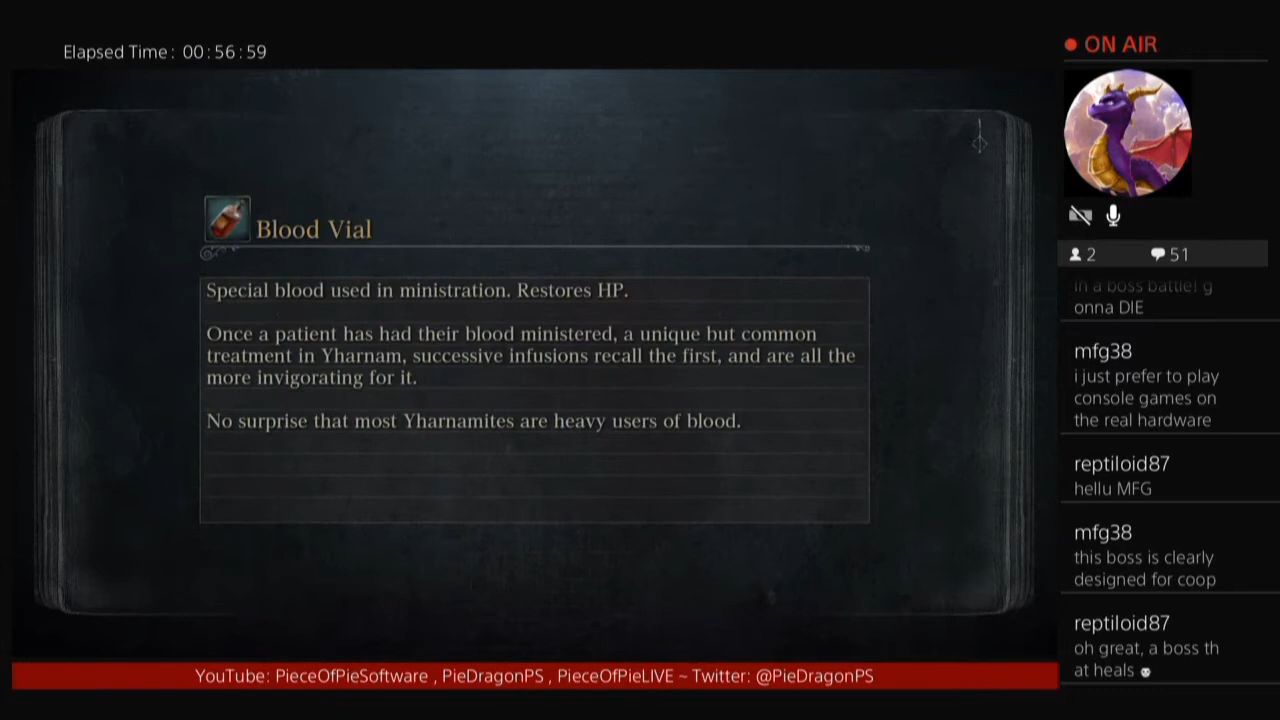 Elapsed Time: 00:56:59
ON AIR
Blood Vial
Special blood used in ministration. Restores HP.
Once a patient has had their blood ministered, a unique but common
treatment in Yharnam, successive infusions recall the first, and are all the
more invigorating for it.
No surprise that most Yharnamites are heavy users of blood.
2
51
in a boss battle! g
onna DIE
mfg38
i just prefer to play
console games on
the real hardware
reptiloid87
hellu MFG
mfg38
this boss is clearly
designed for coop
reptiloid87
oh great, a boss th
at heals
YouTube: PieceOfPieSoftware , PieDragonPS , PieceOfPieLIVE ~ Twitter: @PieDragonPS